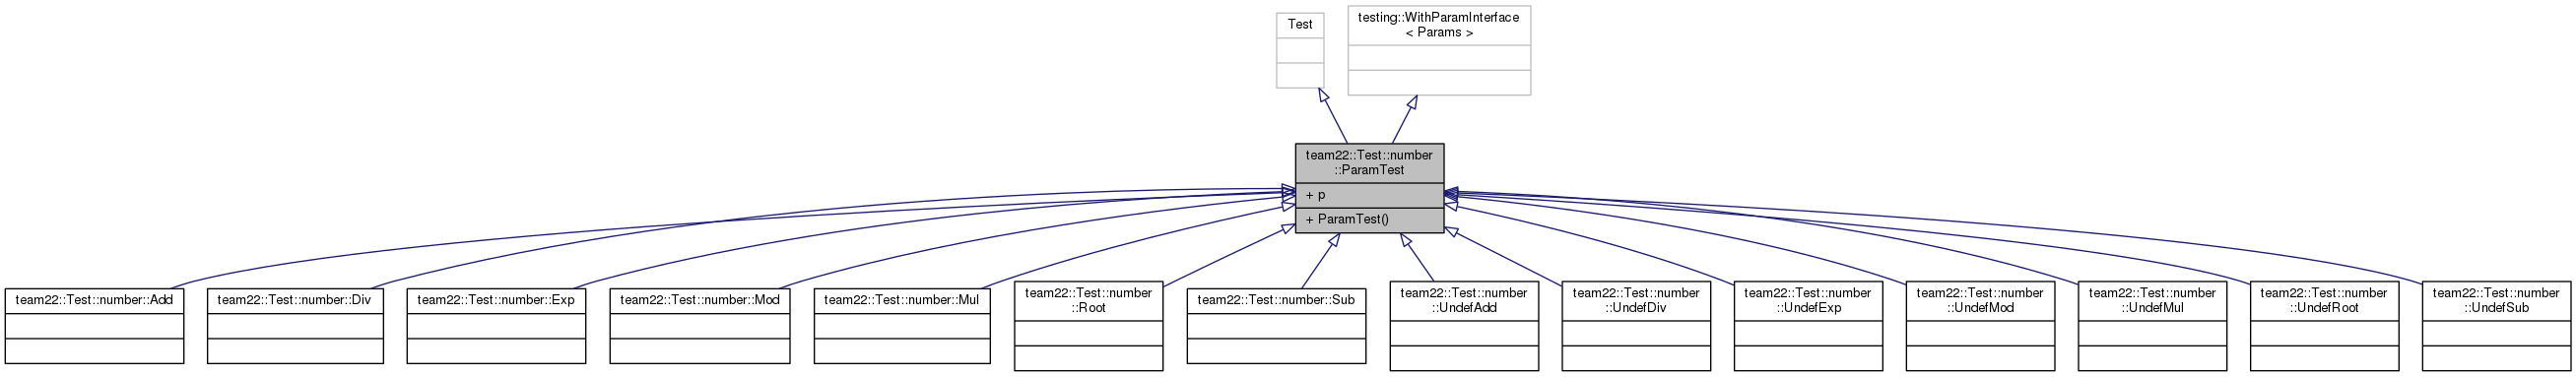 Test
testing::WithParamInterface
< Params >
team22::Test::number
::ParamTest
+ p
+ ParamTest()
team22::Test::number::Add
team22::Test::number::Div
team22::Test::number::Exp
team22::Test::number::Mod
team22::Test::number::Mul
team22::Test::number
::Root
team22::Test::number::Sub
team22::Test::number
::UndefAdd
team22::Test::number
::UndefDiv
team22::Test::number
::UndefExp
team22::Test::number
::UndefMod
team22::Test::number
::UndefMul
team22::Test::number
::UndefRoot
team22::Test::number
::UndefSub